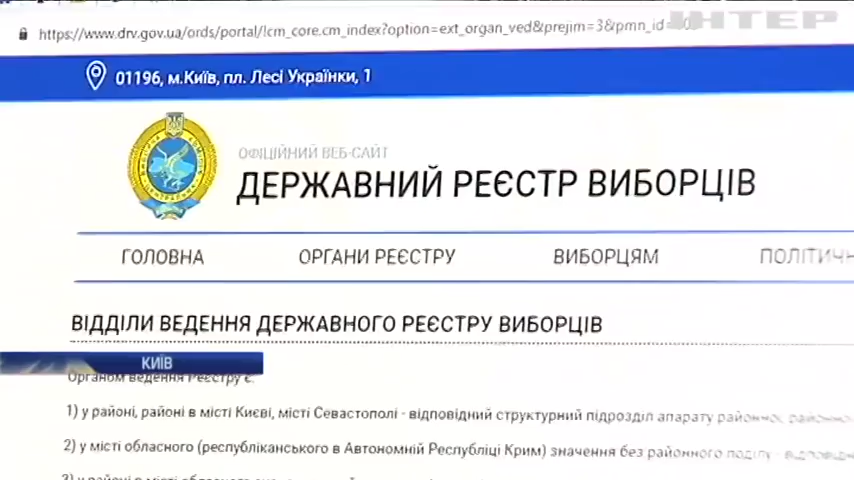 ІНТЕР
https://www.drv.gov.ua/ords/portal/!cm_core.cm_index?option=ext_organ_ved&prejim=3&pmn_id=
01196, м.Київ, пл. Лесі Українки, 1
ОФІЦІЙНИЙ ВЕБ-САЙТ
ДЕРЖАВНИЙ РЕЄСТР ВИБОРЦІВ
ГОЛОВНА ОРГАНИ РЕЄСТРУ ВИБОРЦЯМ ПОЛІТИЧН
ВІДДІЛИ ВЕДЕННЯ ДЕРЖАВНОГО РЕЄСТРУ ВИБОРЦІВ
КИЇВ
Органом ведення Реєстру є:
1) у районі, районі в місті Києві, місті Севастополі - відповідний структурний підрозділ апарату районної, районно
2) у місті обласного (республіканського в Автономній Республіці Крим) значення без районного поділу - відповідн